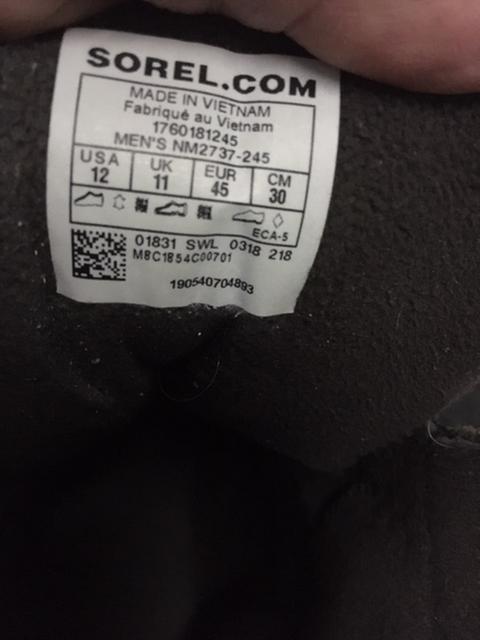 SOREL.COM
MADE IN VIETNAM
Fabriqué au Vietnam
1760181245
MEN'S NM2737-245
USA UK EUR CM
12 11 45 30
ECA-5
01831 SWL 0318 218
MBC1854C00701
190540704893